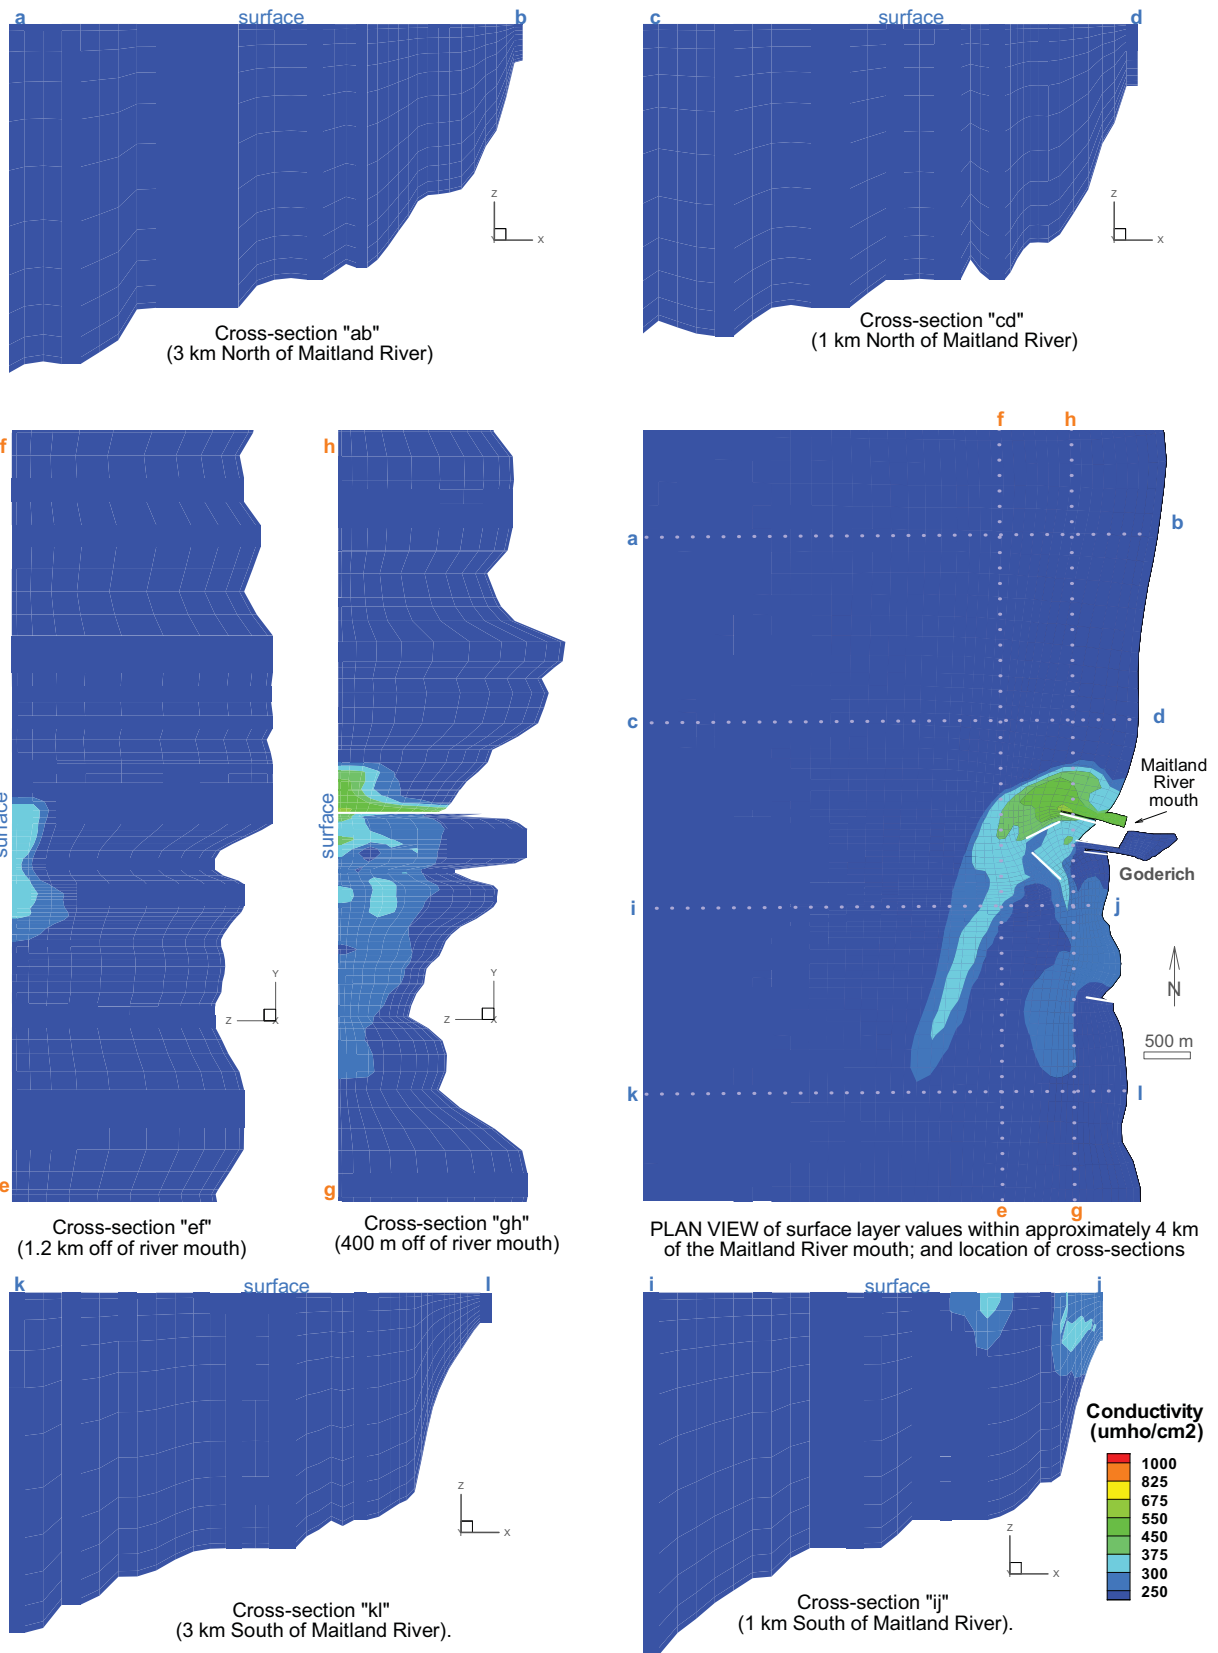 a surface b
c surface d
z
x
Y
z
x
Y
Cross-section "ab"
(3 km North of Maitland River)
Cross-section "cd"
(1 km North of Maitland River)
f
surface
e
Y
Z
X
Cross-section "ef"
(1.2 km off of river mouth)
h
surface
g
Y
Z
X
Cross-section "gh"
(400 m off of river mouth)
f h
a b
c d
Maitland
River
mouth
Goderich
i j
N
500 m
k l
e g
PLAN VIEW of surface layer values within approximately 4 km
of the Maitland River mouth; and location of cross-sections
k surface l
z
x
Y
Cross-section "kl"
(3 km South of Maitland River).
i surface j
z
x
Y
Cross-section "ij"
(1 km South of Maitland River).
Conductivity
(umho/cm2)
1000
825
675
550
450
375
300
250